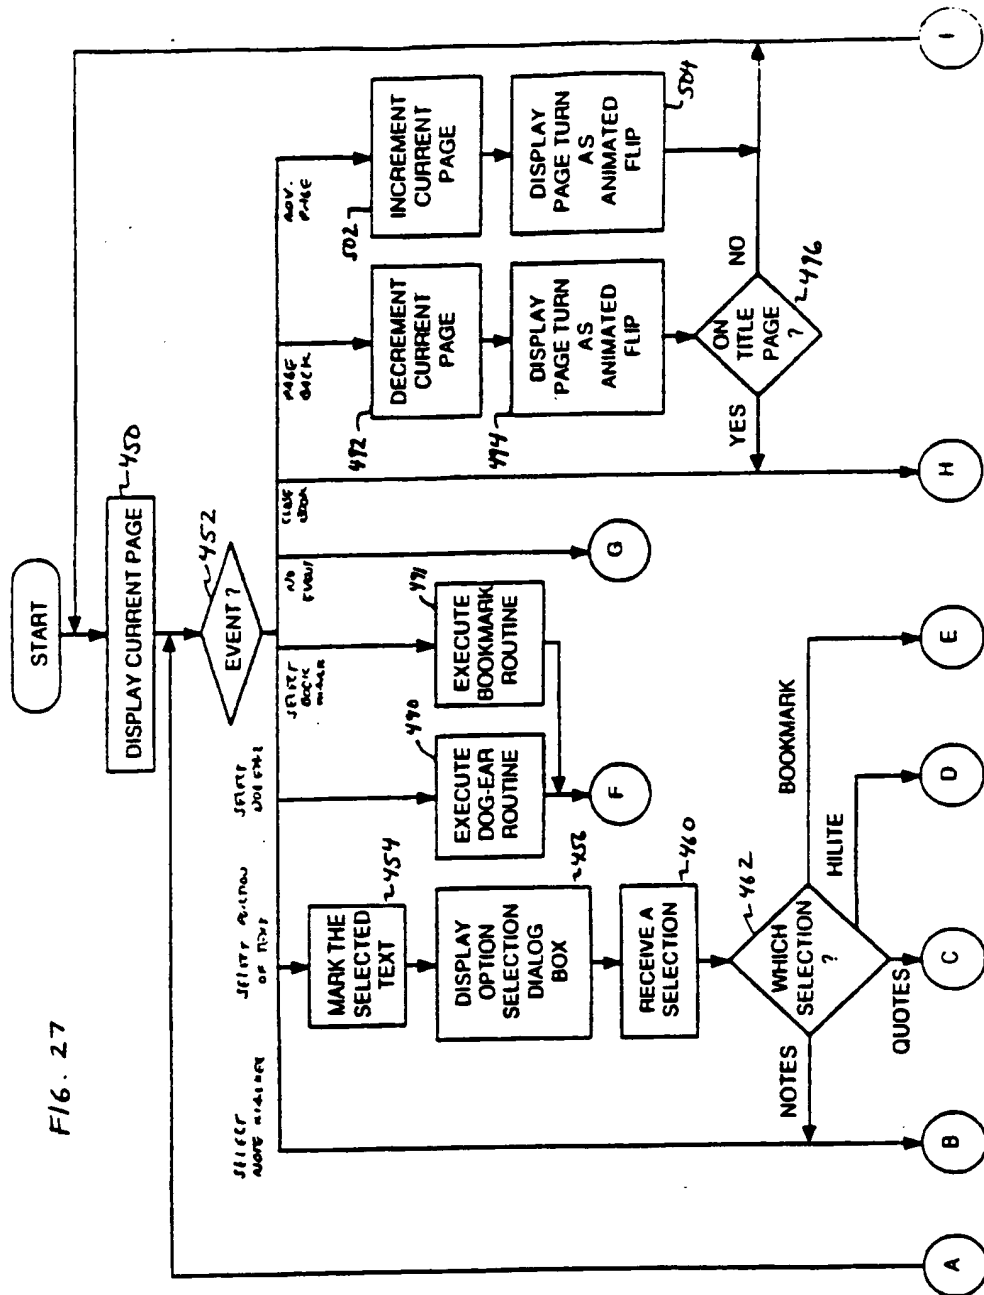 FIG. 27
START
DISPLAY CURRENT PAGE
450
EVENT ?
452
SELECT
NOTE MARKER
SELECT PORTION
OF TEXT
SELECT
DOG EAR
SELECT
BOOK
MARK
NO
EVENT
CLOSE
BOOK
PAGE
BACK
ADV.
PAGE
MARK THE
SELECTED
TEXT
454
DISPLAY
OPTION
SELECTION
DIALOG
BOX
456
RECEIVE A
SELECTION
460
WHICH
SELECTION
?
462
NOTES
QUOTES
HILITE
BOOKMARK
490
EXECUTE
DOG-EAR
ROUTINE
491
EXECUTE
BOOKMARK
ROUTINE
492
DECREMENT
CURRENT
PAGE
494
DISPLAY
PAGE TURN
AS
ANIMATED
FLIP
ON
TITLE
PAGE
?
496
YES
NO
502
INCREMENT
CURRENT
PAGE
504
DISPLAY
PAGE TURN
AS
ANIMATED
FLIP
A
B
C
D
E
F
G
H
I